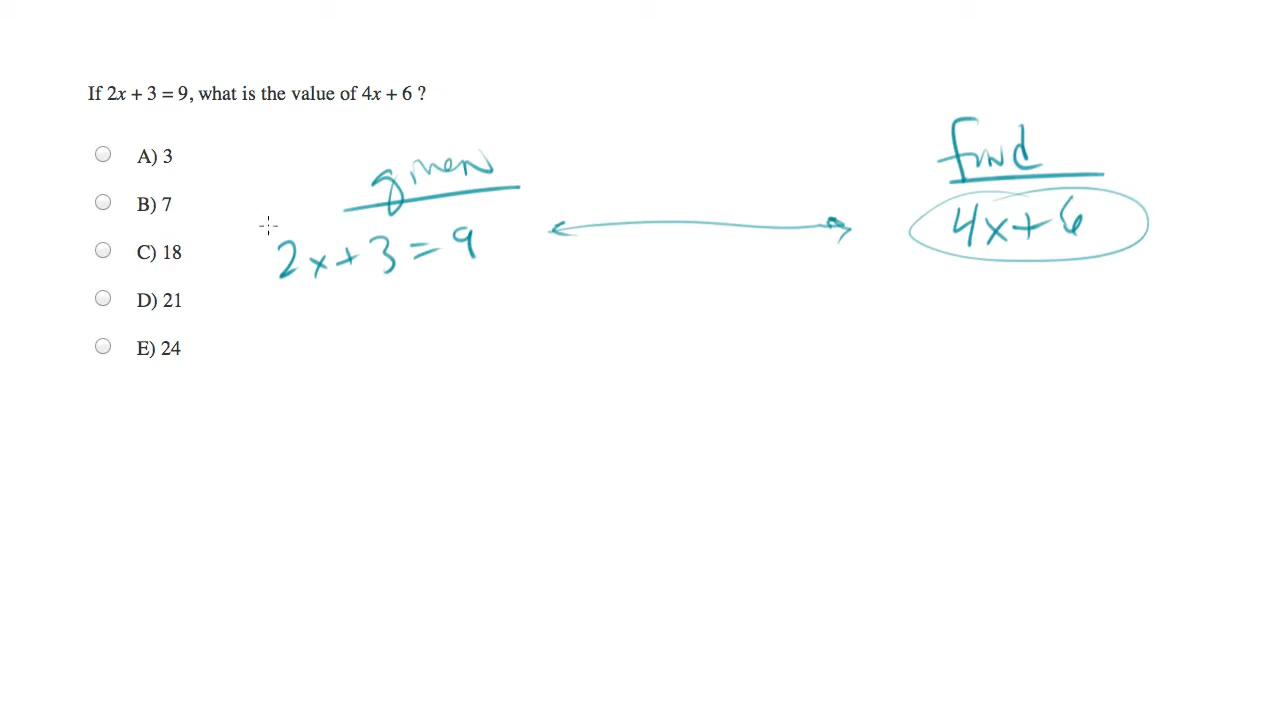 If 2x + 3 = 9, what is the value of 4x + 6 ?
A) 3
B) 7
C) 18
D) 21
E) 24
given
2x + 3 = 9
find
4x + 6